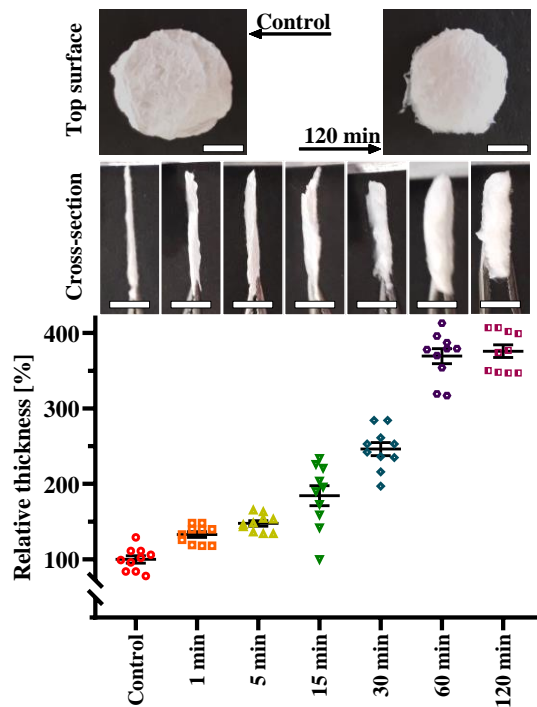 Top surface
Control
120 min
Cross-section
Relative thickness [%]
400
300
200
100
Control
1 min
5 min
15 min
30 min
60 min
120 min